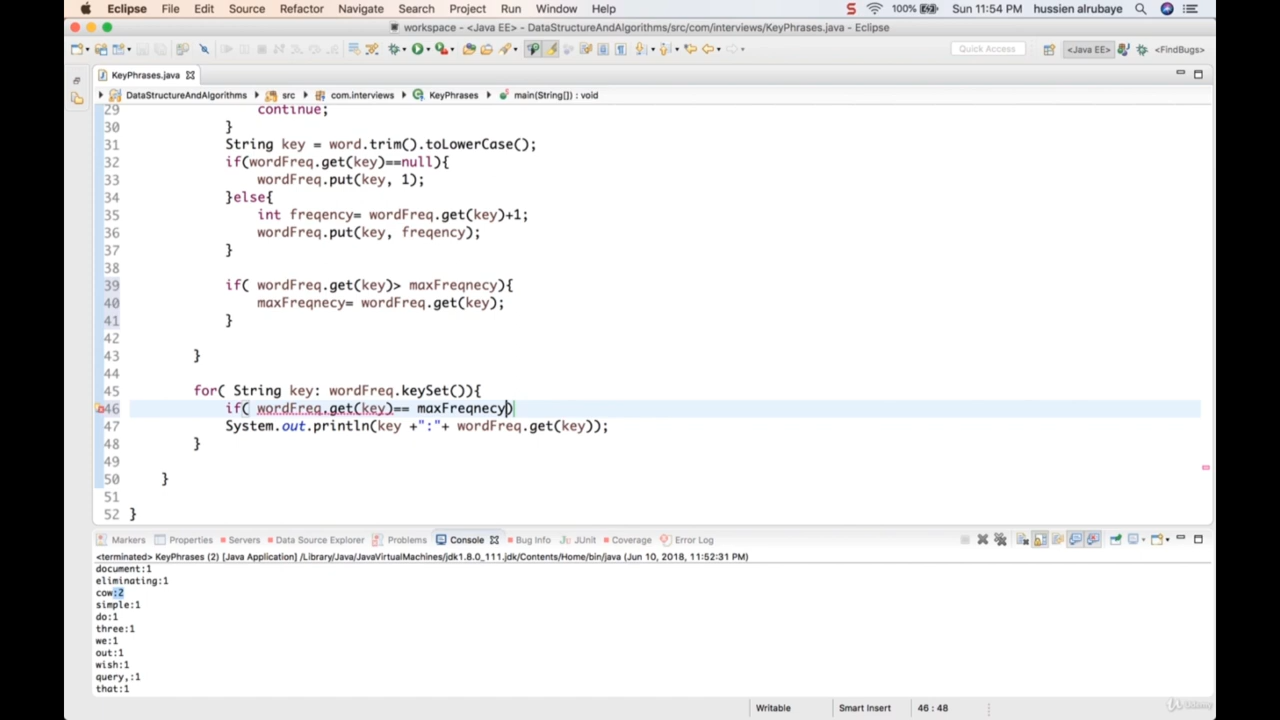 Eclipse File Edit Source Refactor Navigate Search Project Run Window Help S 100% Sun 11:54 PM hussien alrubaye
workspace - <Java EE> - DataStructureAndAlgorithms/src/com/interviews/KeyPhrases.java - Eclipse
Quick Access <Java EE> <FindBugs>
KeyPhrases.java
DataStructureAndAlgorithms src com.interviews KeyPhrases main(String[]) : void
29 continue;
30 }
31 String key = word.trim().toLowerCase();
32 if(wordFreq.get(key)==null){
33 wordFreq.put(key, 1);
34 }else{
35 int freqency= wordFreq.get(key)+1;
36 wordFreq.put(key, freqency);
37 }
38
39 if( wordFreq.get(key)> maxFreqnecy){
40 maxFreqnecy= wordFreq.get(key);
41 }
42
43 }
45 for( String key: wordFreq.keySet()){
46 if( wordFreq.get(key)== maxFreqnecy)
47 System.out.println(key +":"+ wordFreq.get(key));
48 }
49
50 }
51
52 }
Markers Properties Servers Data Source Explorer Problems Console Bug Info JUnit Coverage Error Log
<terminated> KeyPhrases (2) [Java Application] /Library/Java/JavaVirtualMachines/jdk1.8.0_111.jdk/Contents/Home/bin/java (Jun 10, 2018, 11:52:31 PM)
document:1
eliminating:1
cow:2
simple:1
do:1
three:1
we:1
out:1
wish:1
query,:1
that:1
Writable Smart Insert 46 : 48
Udemy